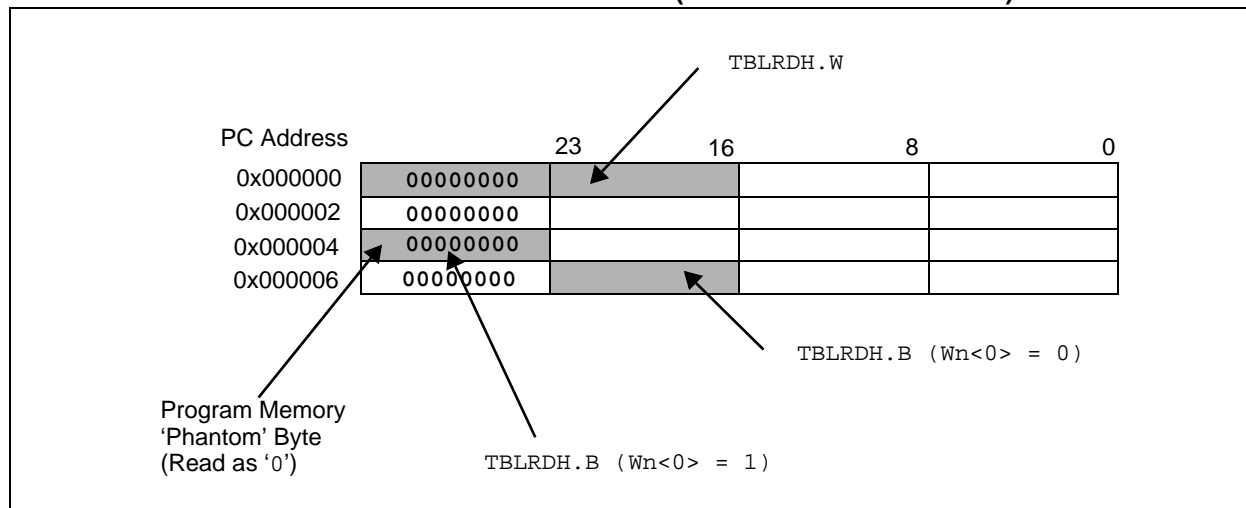 TBLRDH.W
PC Address 23 16 8 0
0x000000 00000000
0x000002 00000000
0x000004 00000000
0x000006 00000000
TBLRDH.B (Wn<0> = 0)
Program Memory
‘Phantom’ Byte
(Read as ‘0’)
TBLRDH.B (Wn<0> = 1)